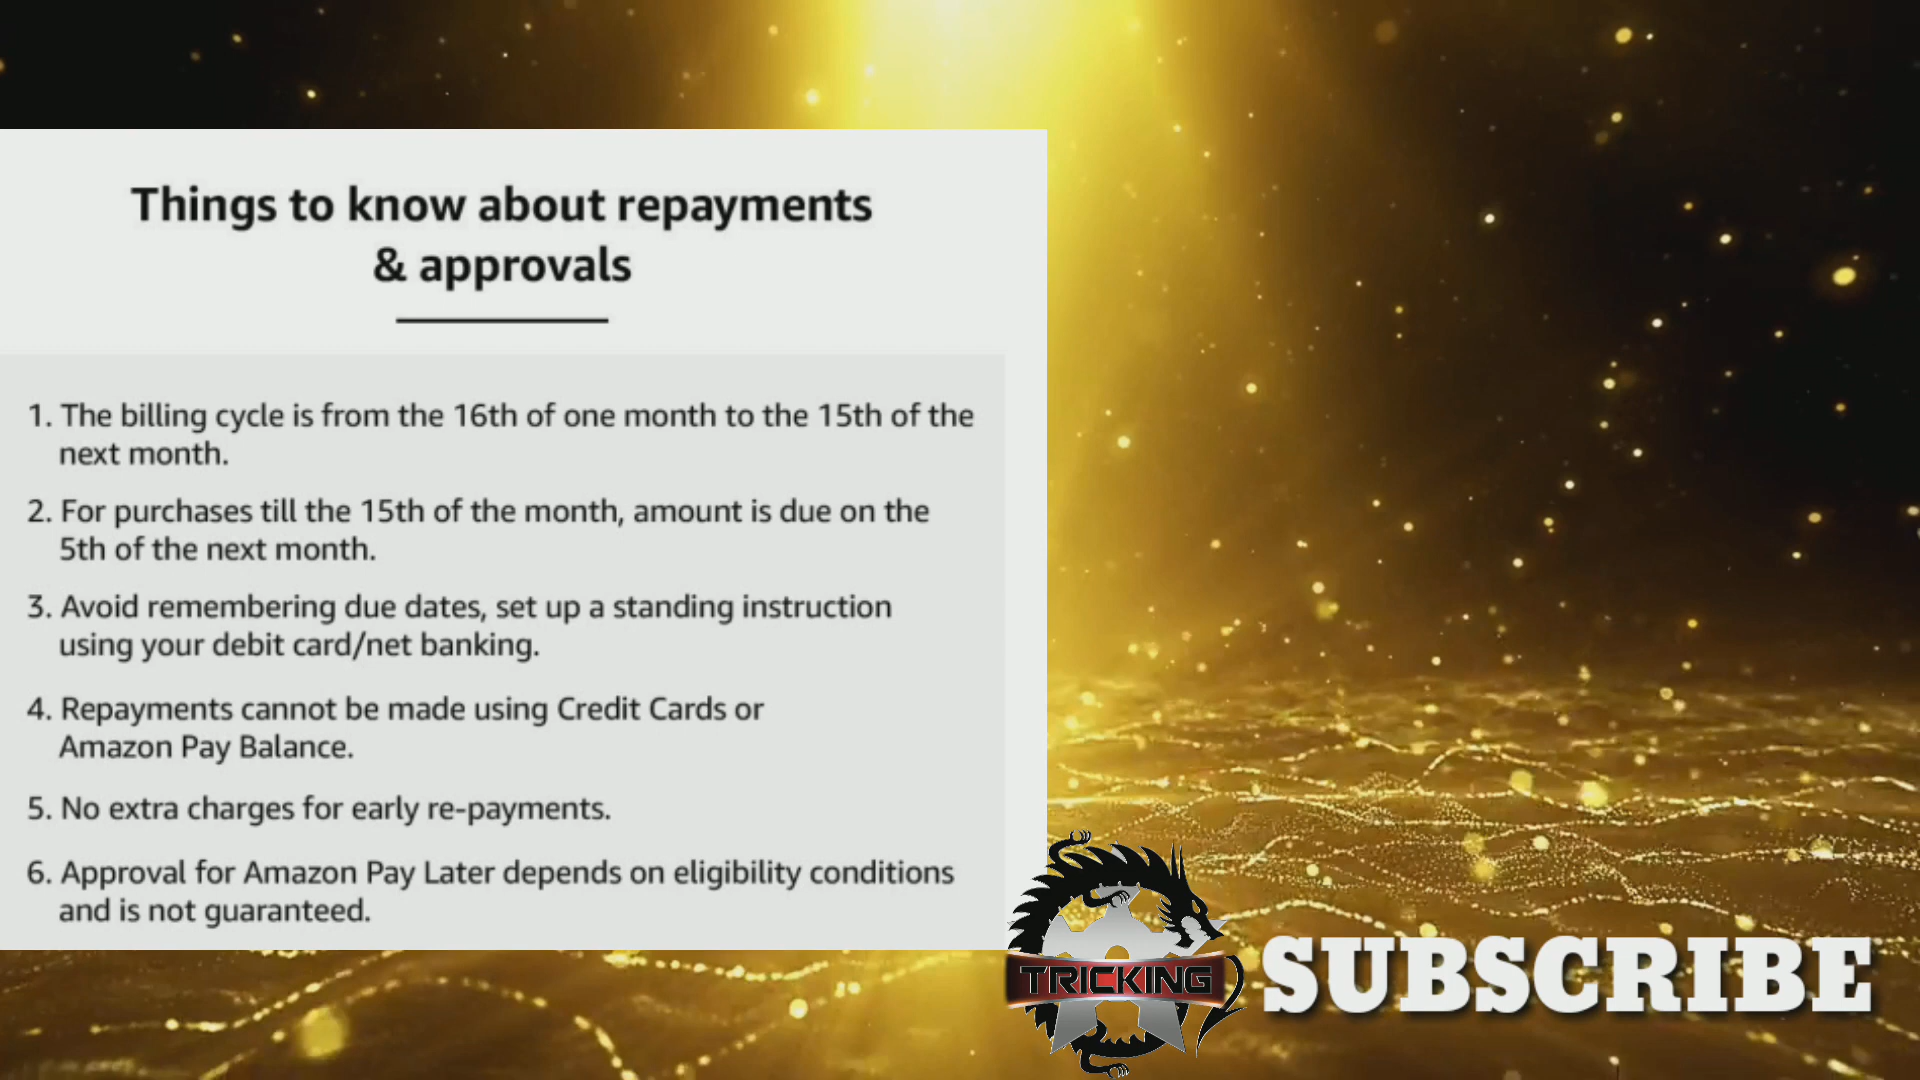 Things to know about repayments
& approvals
1. The billing cycle is from the 16th of one month to the 15th of the
next month.
2. For purchases till the 15th of the month, amount is due on the
5th of the next month.
3. Avoid remembering due dates, set up a standing instruction
using your debit card/net banking.
4. Repayments cannot be made using Credit Cards or
Amazon Pay Balance.
5. No extra charges for early re-payments.
6. Approval for Amazon Pay Later depends on eligibility conditions
and is not guaranteed.
TRICKING
SUBSCRIBE